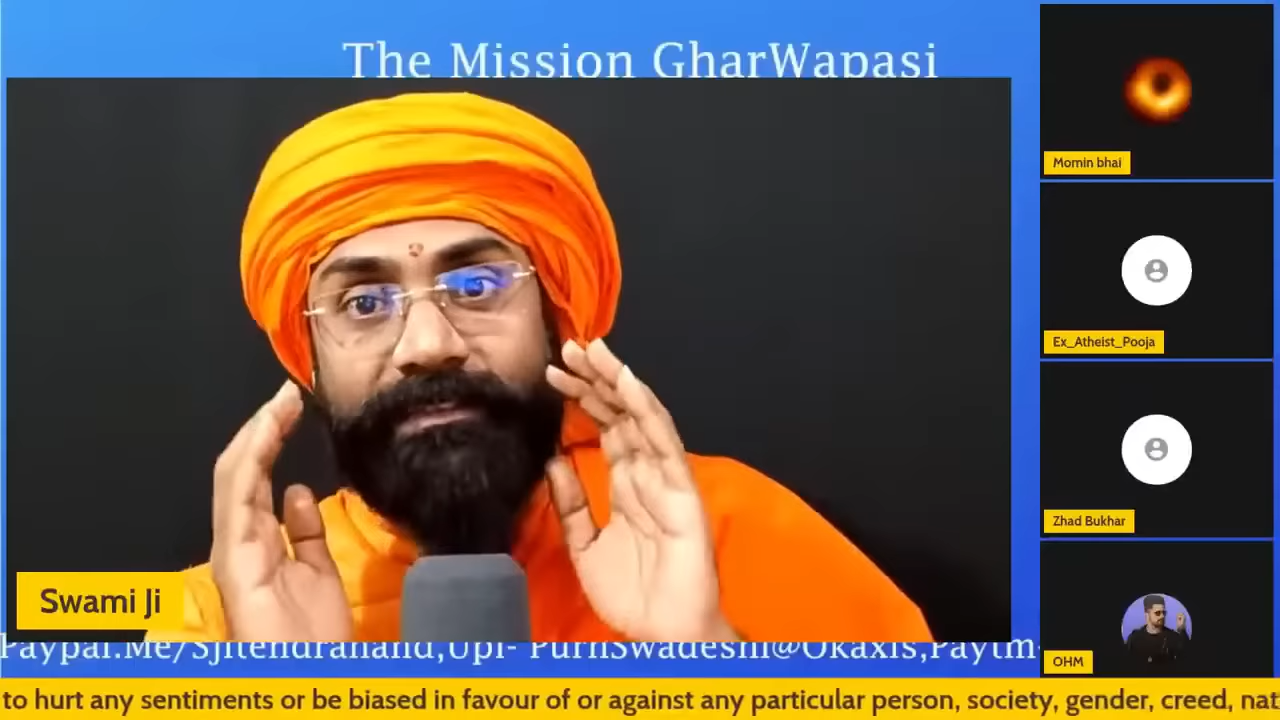 The Mission GharWapasi
Momin bhai
Ex_Atheist_Pooja
Zhad Bukhar
OHM
Swami Ji
Paypal.Me/Sjitendranand,Upi- PurnSwadeshi@Okaxis,Paytm-
to hurt any sentiments or be biased in favour of or against any particular person, society, gender, creed, nat